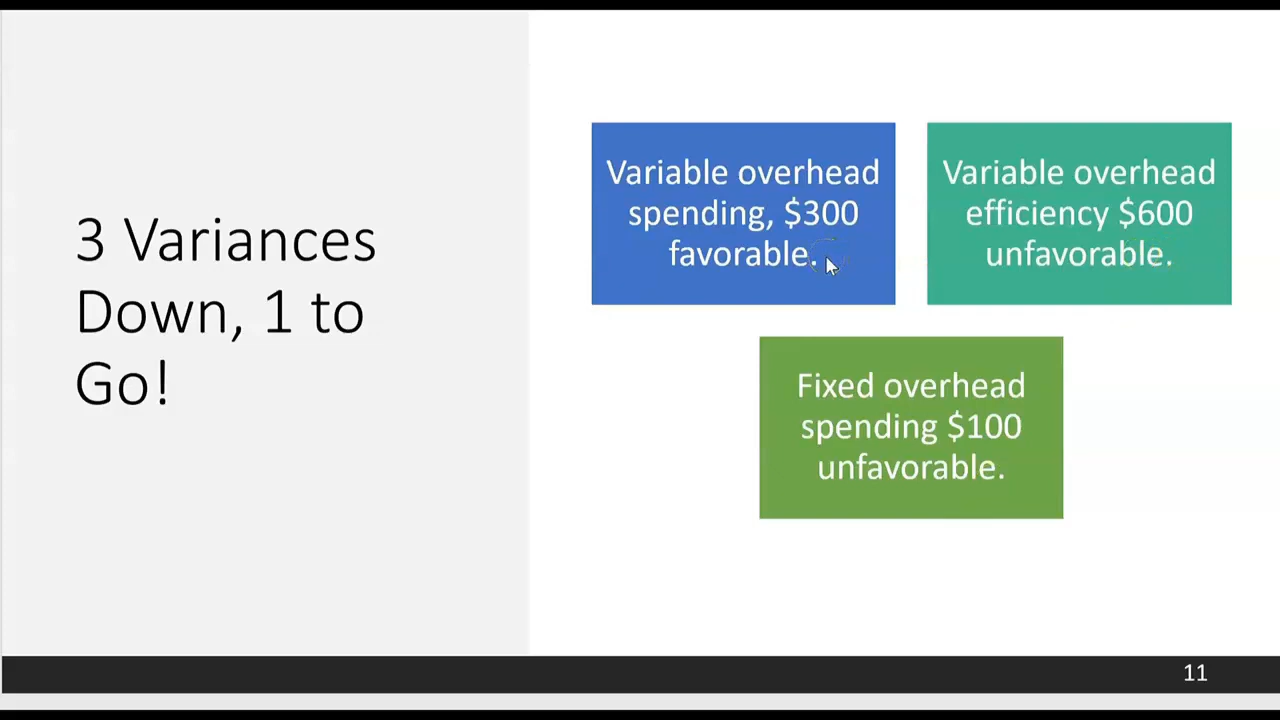 3 Variances
Down, 1 to
Go!
Variable overhead
spending, $300
favorable.
Variable overhead
efficiency $600
unfavorable.
Fixed overhead
spending $100
unfavorable.
11